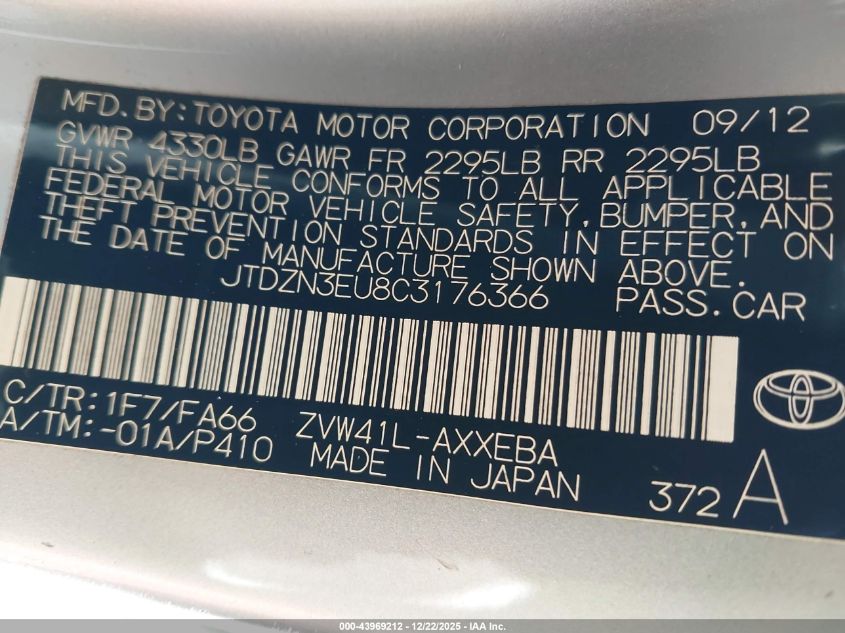 MFD.BY:TOYOTA MOTOR CORPORATION 09/12
GVWR 4330LB GAWR FR 2295LB RR 2295LB
THIS VEHICLE CONFORMS TO ALL APPLICABLE
FEDERAL MOTOR VEHICLE SAFETY,BUMPER,AND
THEFT PREVENTION STANDARDS IN EFFECT ON
THE DATE OF MANUFACTURE SHOWN ABOVE.
JTDZN3EU8C3176366 PASS.CAR
C/TR:1F7/FA66 ZVW41L-AXXEBA
A/TM:-01A/P410 MADE IN JAPAN
372 A
000-43969212 - 12/22/2025 - IAA Inc.